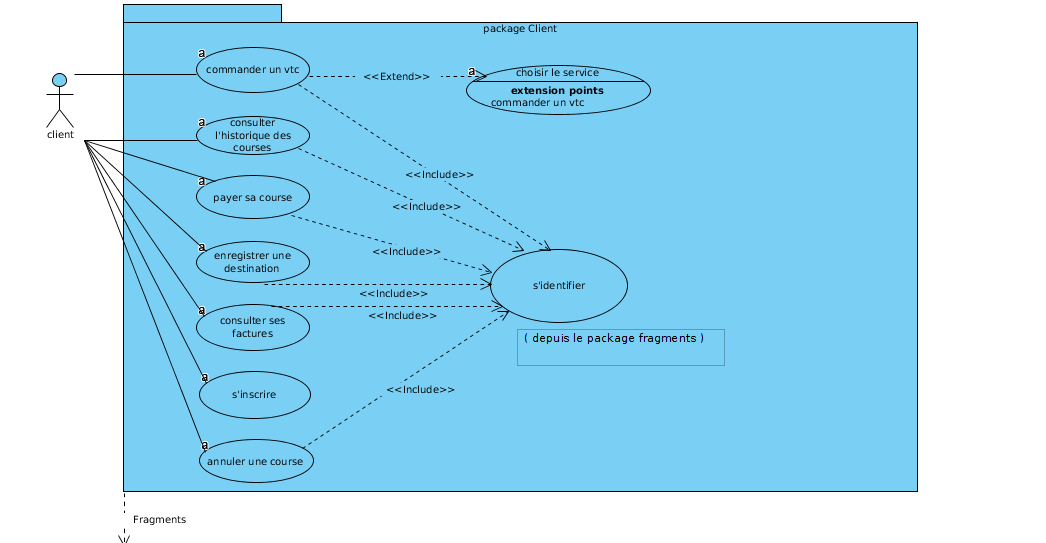 package Client
a
commander un vtc
<<Extend>>
a
choisir le service
extension points
commander un vtc
client
a
consulter
l'historique des
courses
<<Include>>
a
payer sa course
<<Include>>
a
enregistrer une
destination
<<Include>>
s'identifier
<<Include>>
a
consulter ses
factures
<<Include>>
( depuis le package fragments )
a
s'inscrire
<<Include>>
a
annuler une course
Fragments